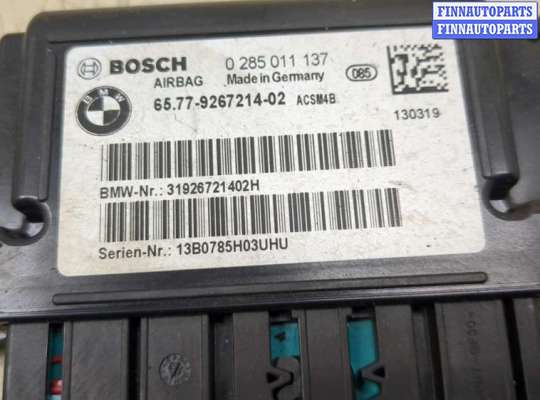 FINNAUTOPARTS
FINNAUTOPARTS
BOSCH 0 285 011 137
AIRBAG Made in Germany 085
BMW 65.77-9267214-02 ACSM4B
130319
BMW-Nr.: 31926721402H
Serien-Nr.: 13B0785H03UHU